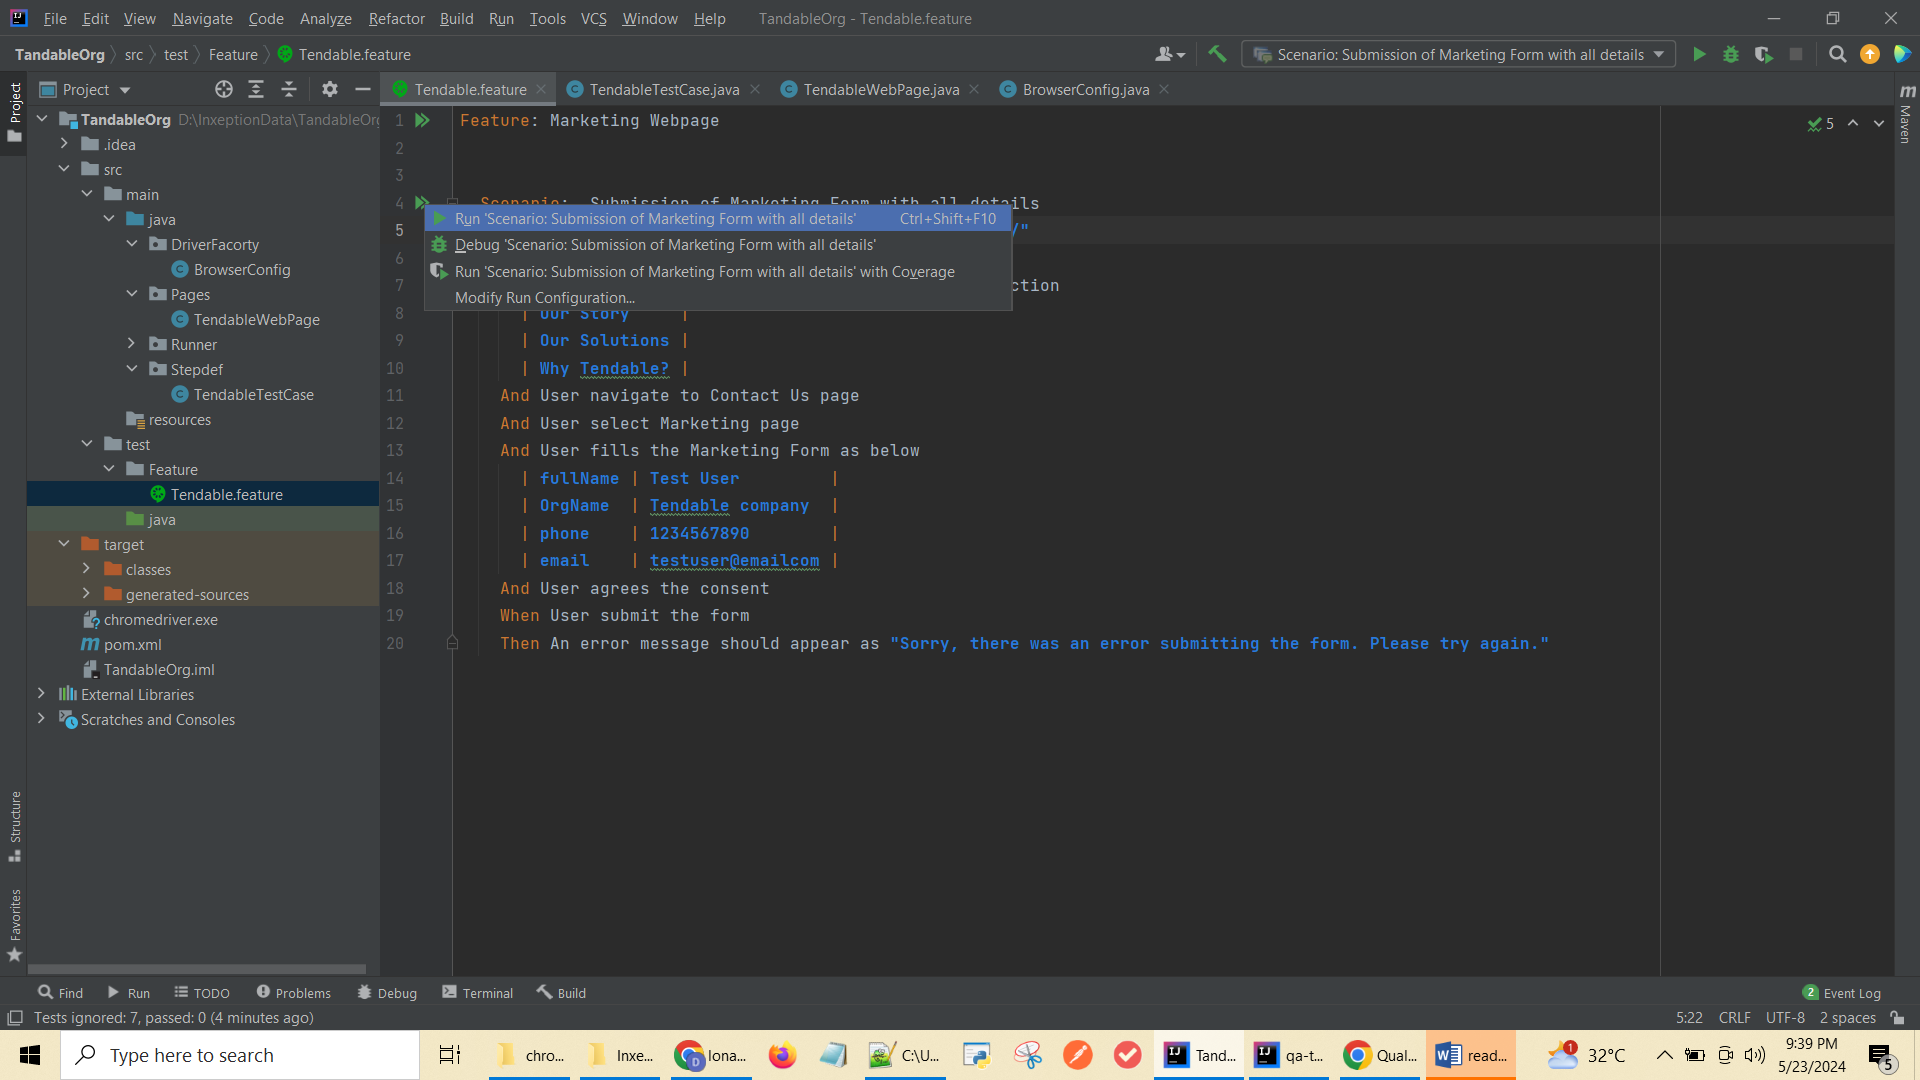 File Edit View Navigate Code Analyze Refactor Build Run Tools VCS Window Help TandableOrg - Tendable.feature
TandableOrg src test Feature Tendable.feature
Scenario: Submission of Marketing Form with all details
Project
Tendable.feature TendableTestCase.java TendableWebPage.java BrowserConfig.java
Project
Structure
Favorites
Maven
TandableOrg D:\InxeptionData\TandableOrg
.idea
src
main
java
DriverFacorty
BrowserConfig
Pages
TendableWebPage
Runner
Stepdef
TendableTestCase
resources
test
Feature
Tendable.feature
java
target
classes
generated-sources
chromedriver.exe
pom.xml
TandableOrg.iml
External Libraries
Scratches and Consoles
1 Feature: Marketing Webpage
5
2
3
4 Scenario: Submission of Marketing Form with all details
Run 'Scenario: Submission of Marketing Form with all details' Ctrl+Shift+F10
5 /"
Debug 'Scenario: Submission of Marketing Form with all details'
6
Run 'Scenario: Submission of Marketing Form with all details' with Coverage
7 ction
Modify Run Configuration...
8 | Our Story |
9 | Our Solutions |
10 | Why Tendable? |
11 And User navigate to Contact Us page
12 And User select Marketing page
13 And User fills the Marketing Form as below
14 | fullName | Test User |
15 | OrgName | Tendable company |
16 | phone | 1234567890 |
17 | email | testuser@emailcom |
18 And User agrees the consent
19 When User submit the form
20 Then An error message should appear as "Sorry, there was an error submitting the form. Please try again."
Find Run TODO Problems Debug Terminal Build 2 Event Log
Tests ignored: 7, passed: 0 (4 minutes ago) 5:22 CRLF UTF-8 2 spaces
Type here to search chro... Inxe... Iona... C:\U... Tand... qa-t... Qual... read... 1 32°C 9:39 PM
5/23/2024
5